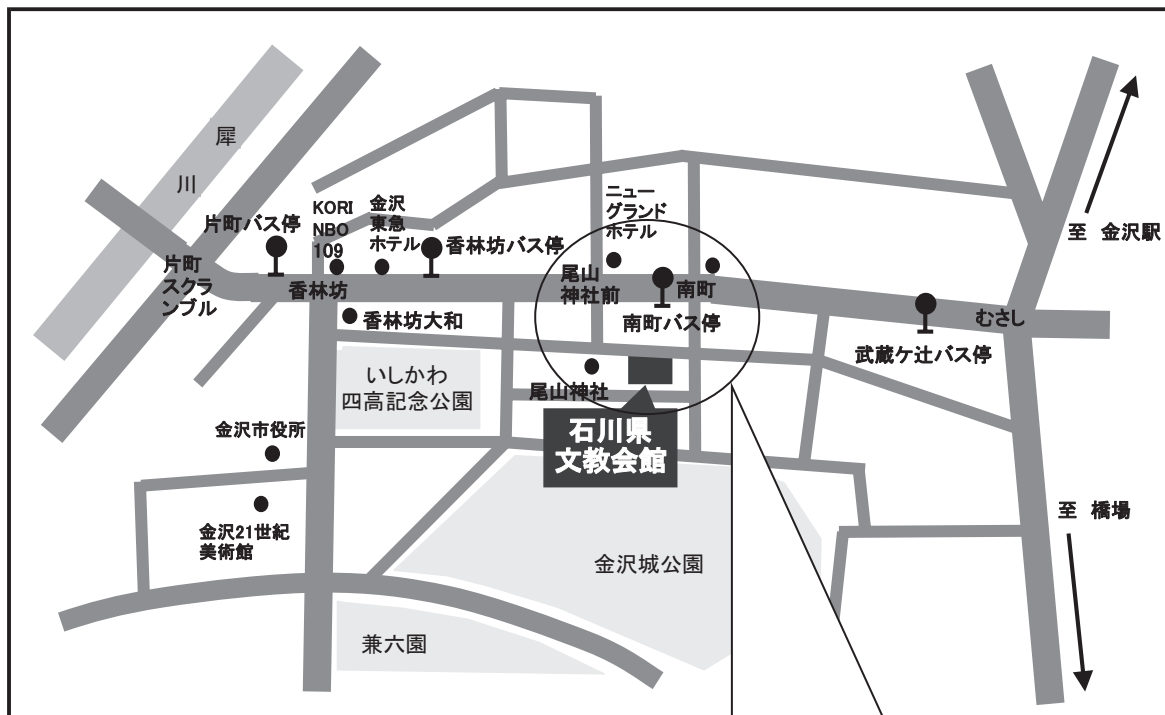 犀
川
片町バス停
KORI
NBO
109
金沢
東急
ホテル
香林坊バス停
ニュー
グランド
ホテル
至 金沢駅
片町
スクラ
ンブル
香林坊
尾山
神社前
南町
香林坊大和
南町バス停
むさし
武蔵ケ辻バス停
いしかわ
四高記念公園
尾山神社
石川県
文教会館
金沢市役所
金沢21世紀
美術館
金沢城公園
至 橋場
兼六園